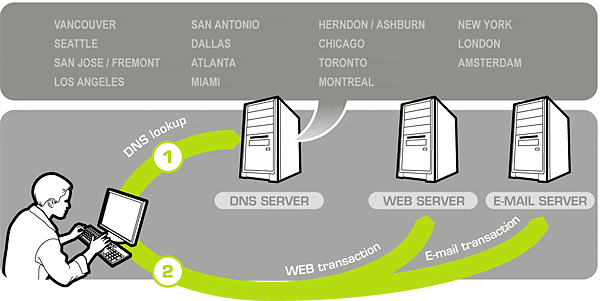 VANCOUVER
SEATTLE
SAN JOSE / FREMONT
LOS ANGELES
SAN ANTONIO
DALLAS
ATLANTA
MIAMI
HERNDON / ASHBURN
CHICAGO
TORONTO
MONTREAL
NEW YORK
LONDON
AMSTERDAM
DNS lookup
1
DNS SERVER
WEB SERVER
E-MAIL SERVER
2
WEB transaction
E-mail transaction